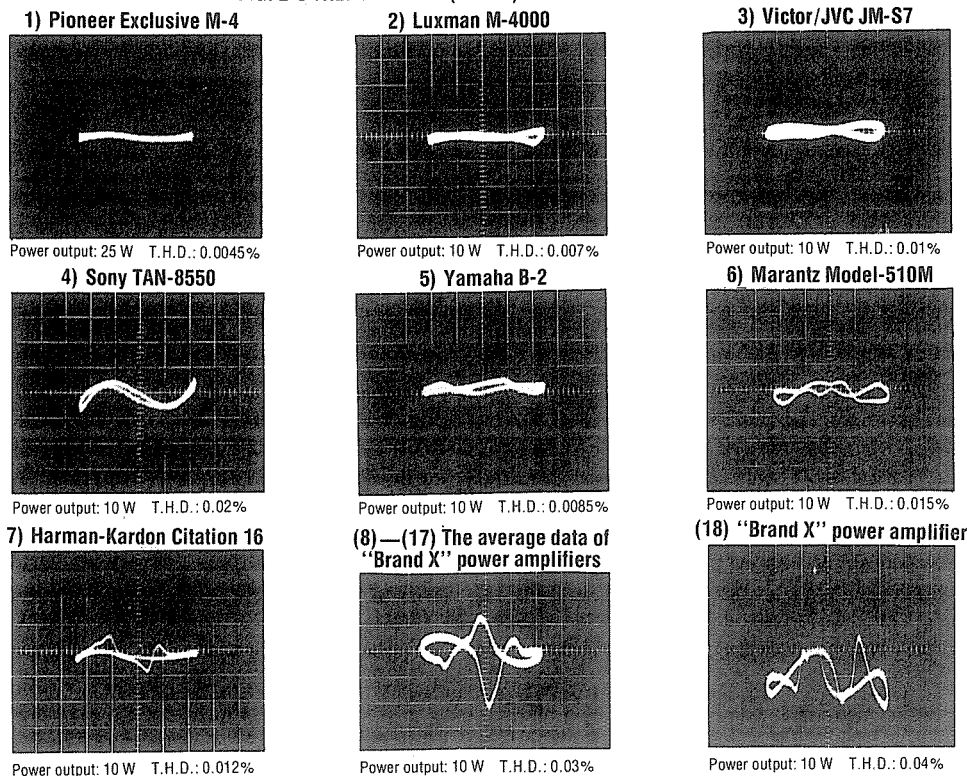 1) Pioneer Exclusive M-4
2) Luxman M-4000
3) Victor/JVC JM-S7
Power output: 25 W T.H.D.: 0.0045%
Power output: 10 W T.H.D.: 0.007%
Power output: 10 W T.H.D.: 0.01%
4) Sony TAN-8550
5) Yamaha B-2
6) Marantz Model-510M
Power output: 10 W T.H.D.: 0.02%
Power output: 10 W T.H.D.: 0.0085%
Power output: 10 W T.H.D.: 0.015%
7) Harman-Kardon Citation 16
(8)—(17) The average data of
"Brand X" power amplifiers
(18) "Brand X" power amplifier
Power output: 10 W T.H.D.: 0.012%
Power output: 10 W T.H.D.: 0.03%
Power output: 10 W T.H.D.: 0.04%